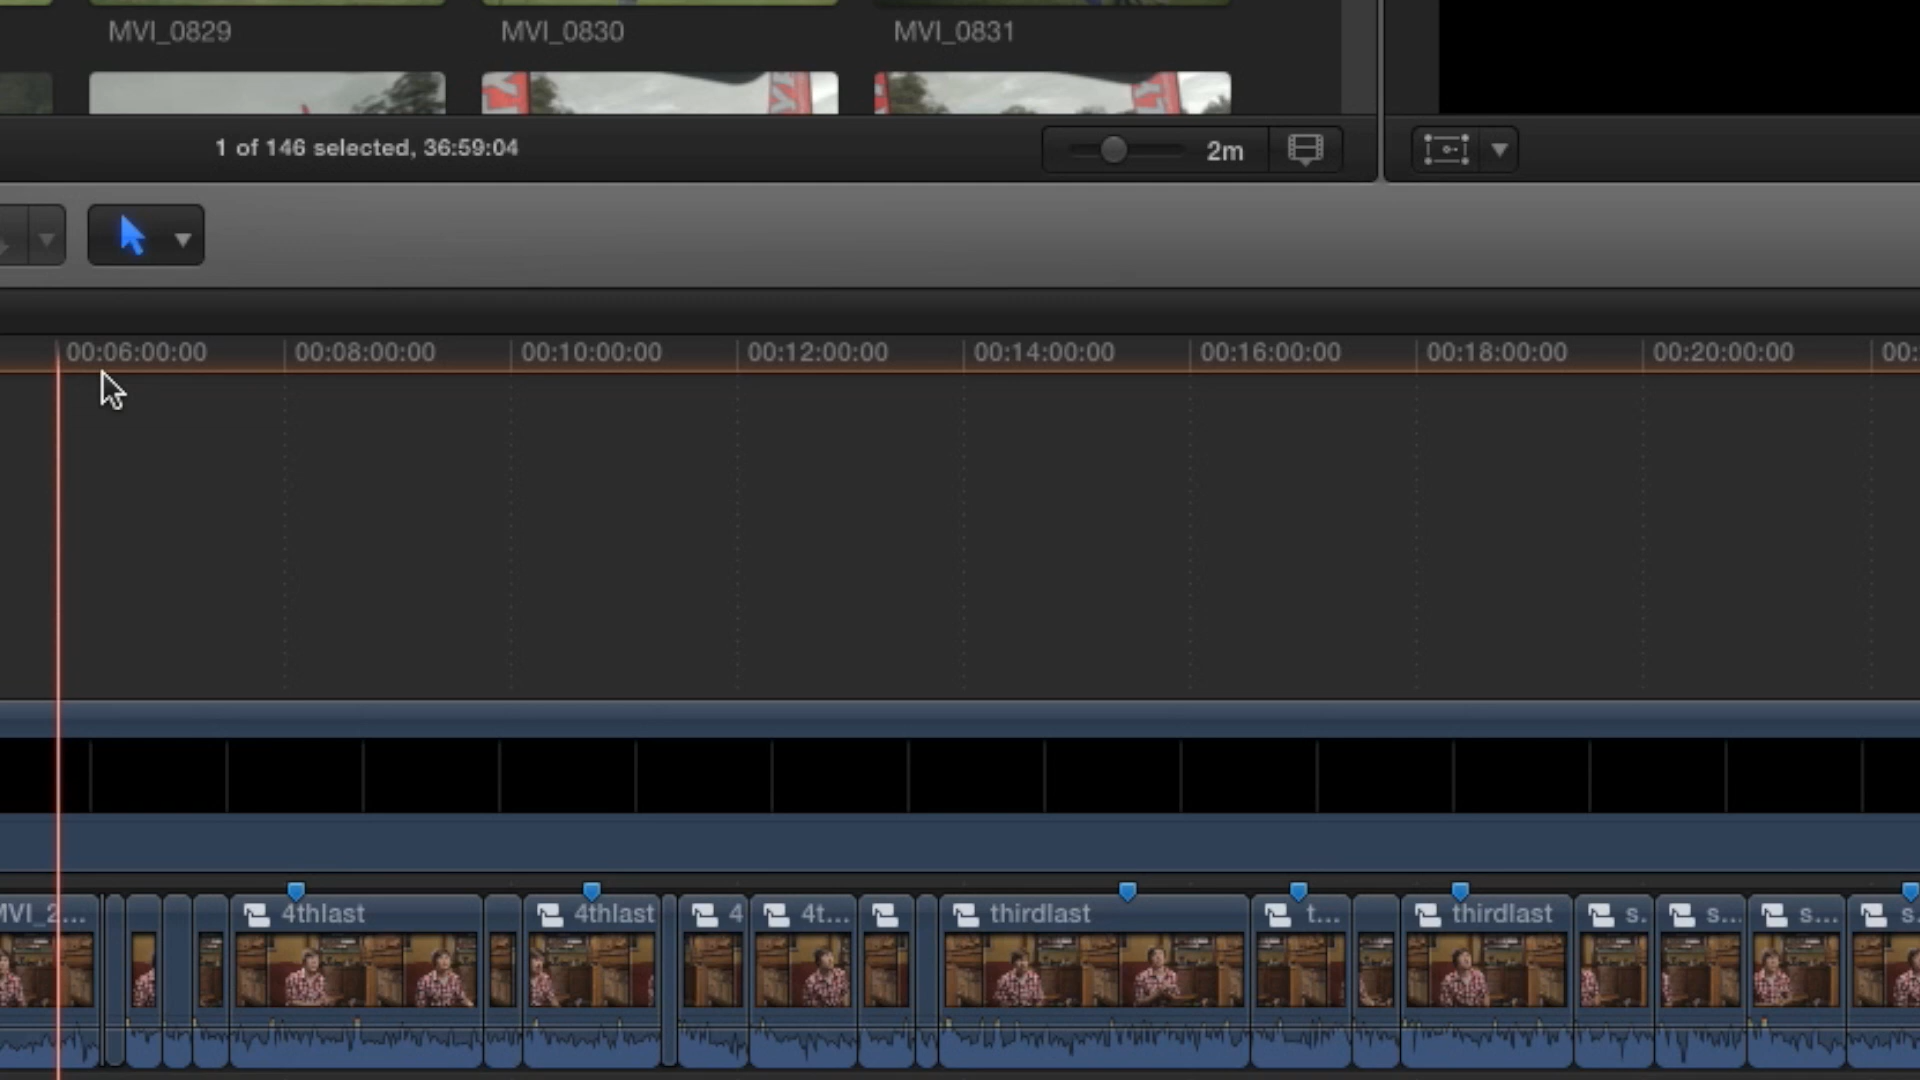 MVI_0829 MVI_0830 MVI_0831
1 of 146 selected, 36:59:04 2m
00:06:00:00 00:08:00:00 00:10:00:00 00:12:00:00 00:14:00:00 00:16:00:00 00:18:00:00 00:20:00:00 00:
MVI_2... 4thlast 4thlast 4 4t... thirdlast t... thirdlast s. s... s... s.